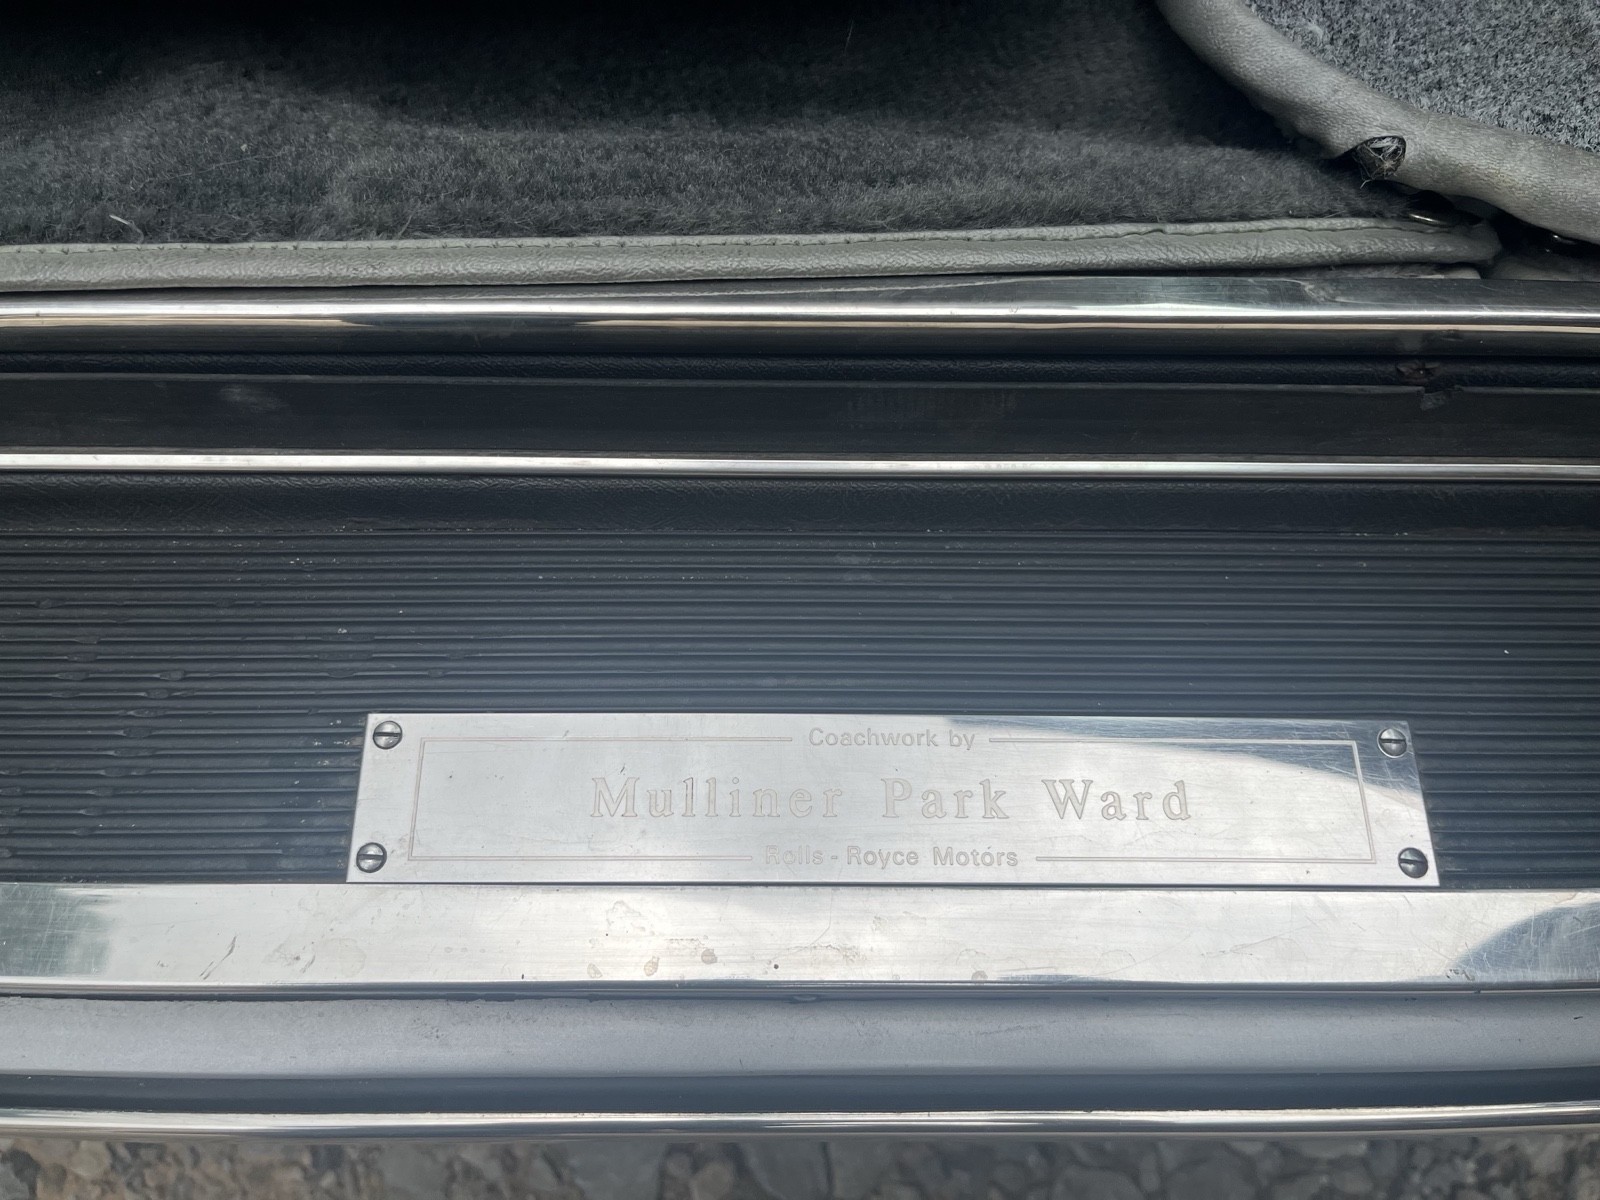 Coachwork by
Mulliner Park Ward
Rolls - Royce Motors